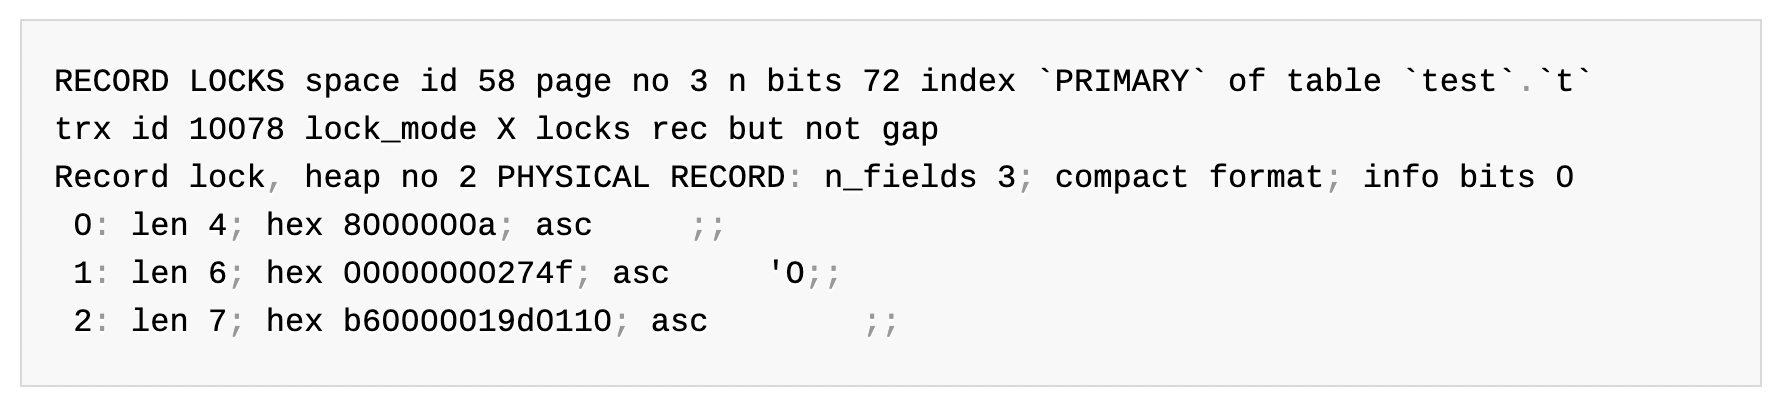 RECORD LOCKS space id 58 page no 3 n bits 72 index `PRIMARY` of table `test`.`t`
trx id 10078 lock_mode X locks rec but not gap
Record lock, heap no 2 PHYSICAL RECORD: n_fields 3; compact format; info bits 0
 0: len 4; hex 8000000a; asc     ;;
 1: len 6; hex 00000000274f; asc     'O;;
 2: len 7; hex b60000019d0110; asc        ;;